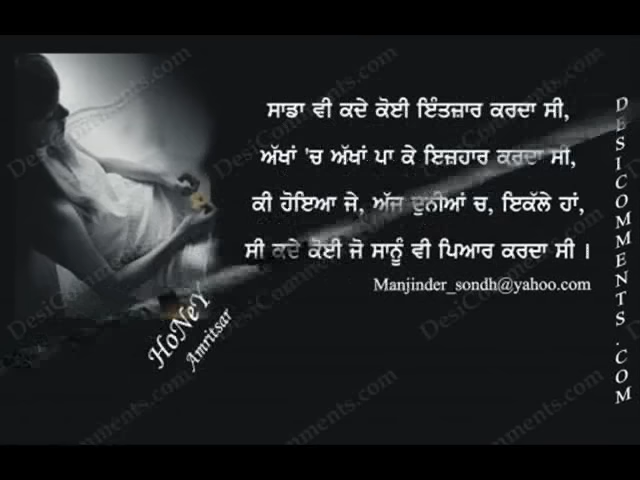 ਸਾਡਾ ਵੀ ਕਦੇ ਕੋਈ ਇੰਤਜ਼ਾਰ ਕਰਦਾ ਸੀ,
ਅੱਖਾਂ 'ਚ ਅੱਖਾਂ ਪਾ ਕੇ ਇਜ਼ਹਾਰ ਕਰਦਾ ਸੀ,
ਕੀ ਹੋਇਆ ਜੇ, ਅੱਜ ਦੁਨੀਆਂ ਚ, ਇਕੱਲੇ ਹਾਂ,
ਸੀ ਕਦੇ ਕੋਈ ਜੋ ਸਾਨੂੰ ਵੀ ਪਿਆਰ ਕਰਦਾ ਸੀ ।
Manjinder_sondh@yahoo.com
HoNeY
Amritsar
DESICOMMENTS.COM